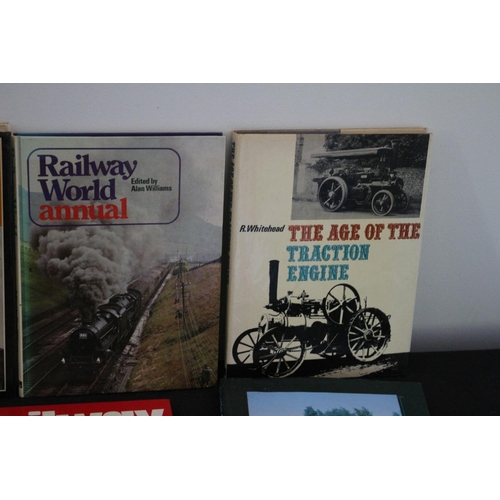 Railway
World
annual
Edited by
Alan Williams
R.Whitehead
THE AGE OF THE
TRACTION
ENGINE